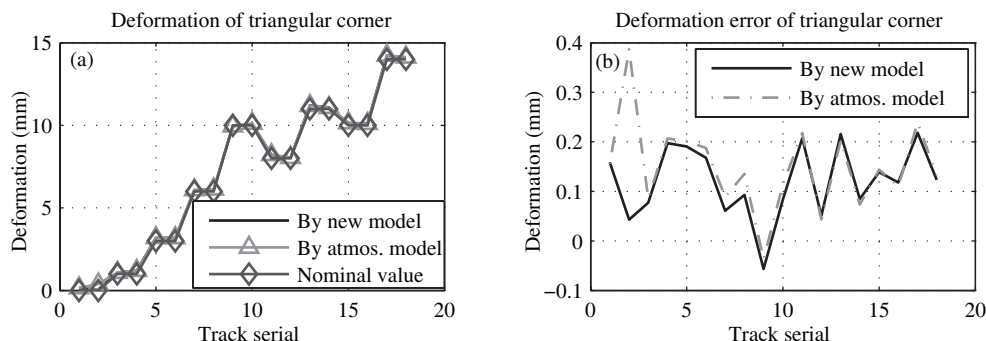 Deformation of triangular corner
(a)
15
10
5
0
Deformation (mm)
By new model
By atmos. model
Nominal value
0 5 10 15 20
Track serial
Deformation error of triangular corner
(b)
0.4
0.3
0.2
0.1
0
−0.1
Deformation (mm)
By new model
By atmos. model
0 5 10 15 20
Track serial